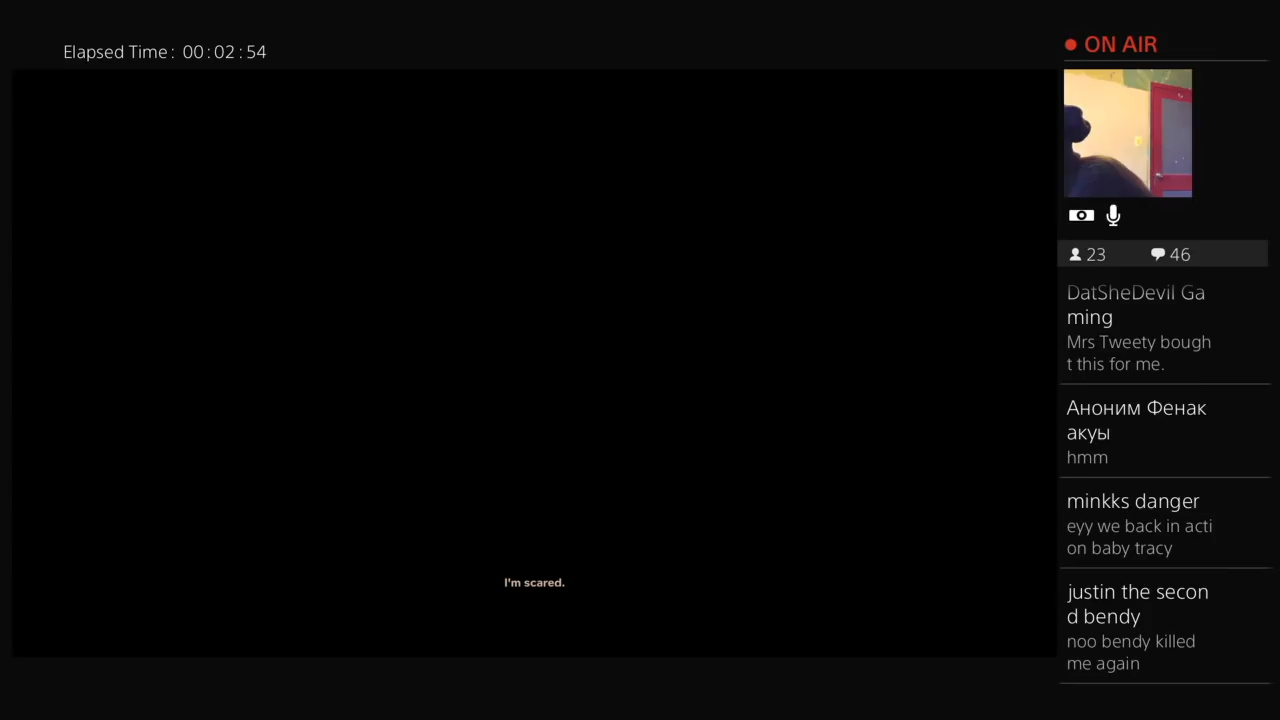 Elapsed Time: 00:02:54
ON AIR
23 46
DatSheDevil Ga
ming
Mrs Tweety bough
t this for me.
Аноним Фенак
акуы
hmm
minkks danger
eyy we back in acti
on baby tracy
justin the secon
d bendy
noo bendy killed
me again
I'm scared.